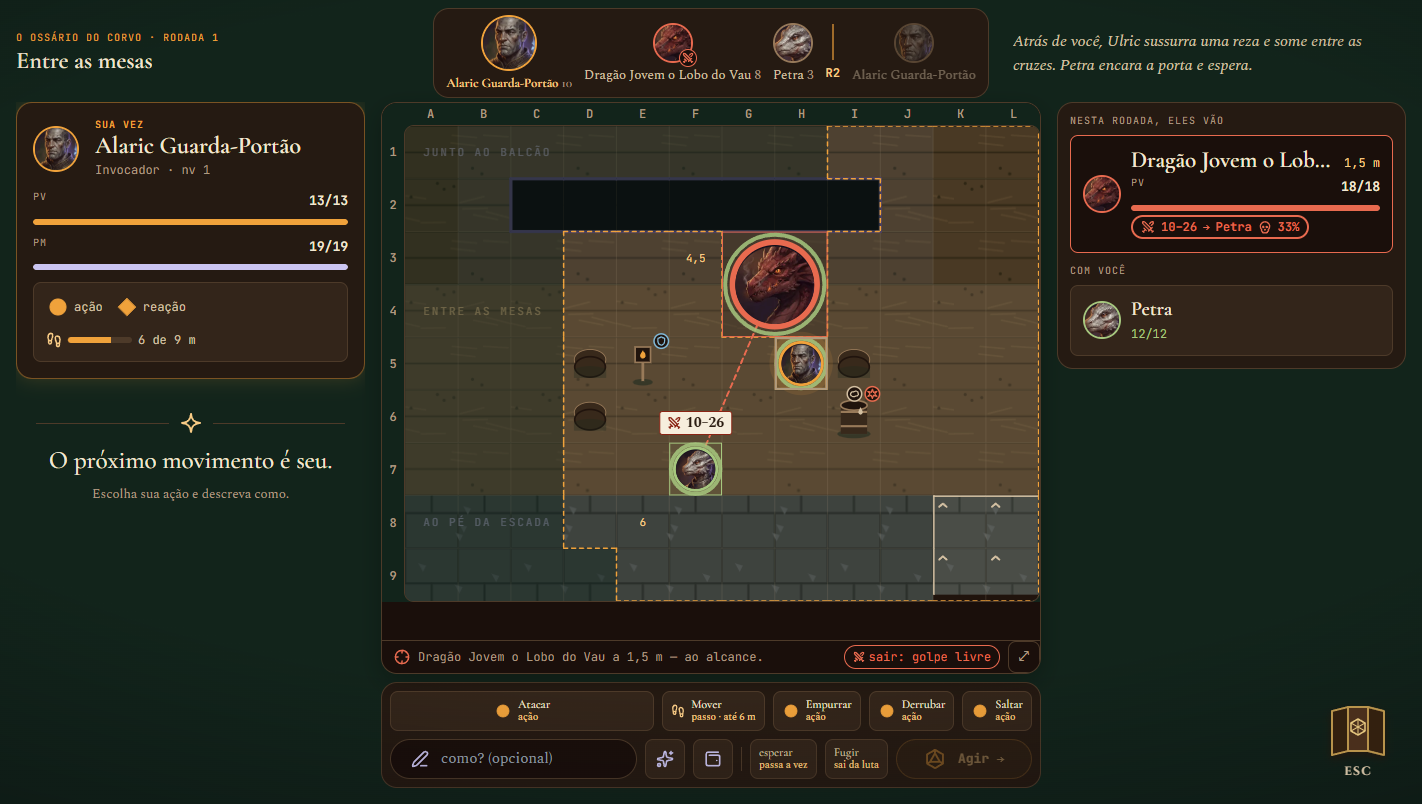 O OSSÁRIO DO CORVO · RODADA 1
Entre as mesas
Alaric Guarda-Portão 10
Dragão Jovem o Lobo do Vau 8
Petra 3
R2
Alaric Guarda-Portão
Atrás de você, Ulric sussurra uma reza e some entre as
cruzes. Petra encara a porta e espera.
SUA VEZ
Alaric Guarda-Portão
Invocador · nv 1
PV
13/13
PM
19/19
ação
reação
6 de 9 m
O próximo movimento é seu.
Escolha sua ação e descreva como.
A B C D E F G H I J K L
1
JUNTO AO BALCÃO
2
3
4,5
4
ENTRE AS MESAS
5
6
10–26
7
8
AO PÉ DA ESCADA
6
9
Dragão Jovem o Lobo do Vau a 1,5 m — ao alcance.
sair: golpe livre
Atacar
ação
Mover
passo · até 6 m
Empurrar
ação
Derrubar
ação
Saltar
ação
como? (opcional)
esperar
passa a vez
Fugir
sai da luta
Agir →
NESTA RODADA, ELES VÃO
Dragão Jovem o Lob...
1,5 m
PV
18/18
10–26 → Petra 33%
COM VOCÊ
Petra
12/12
ESC